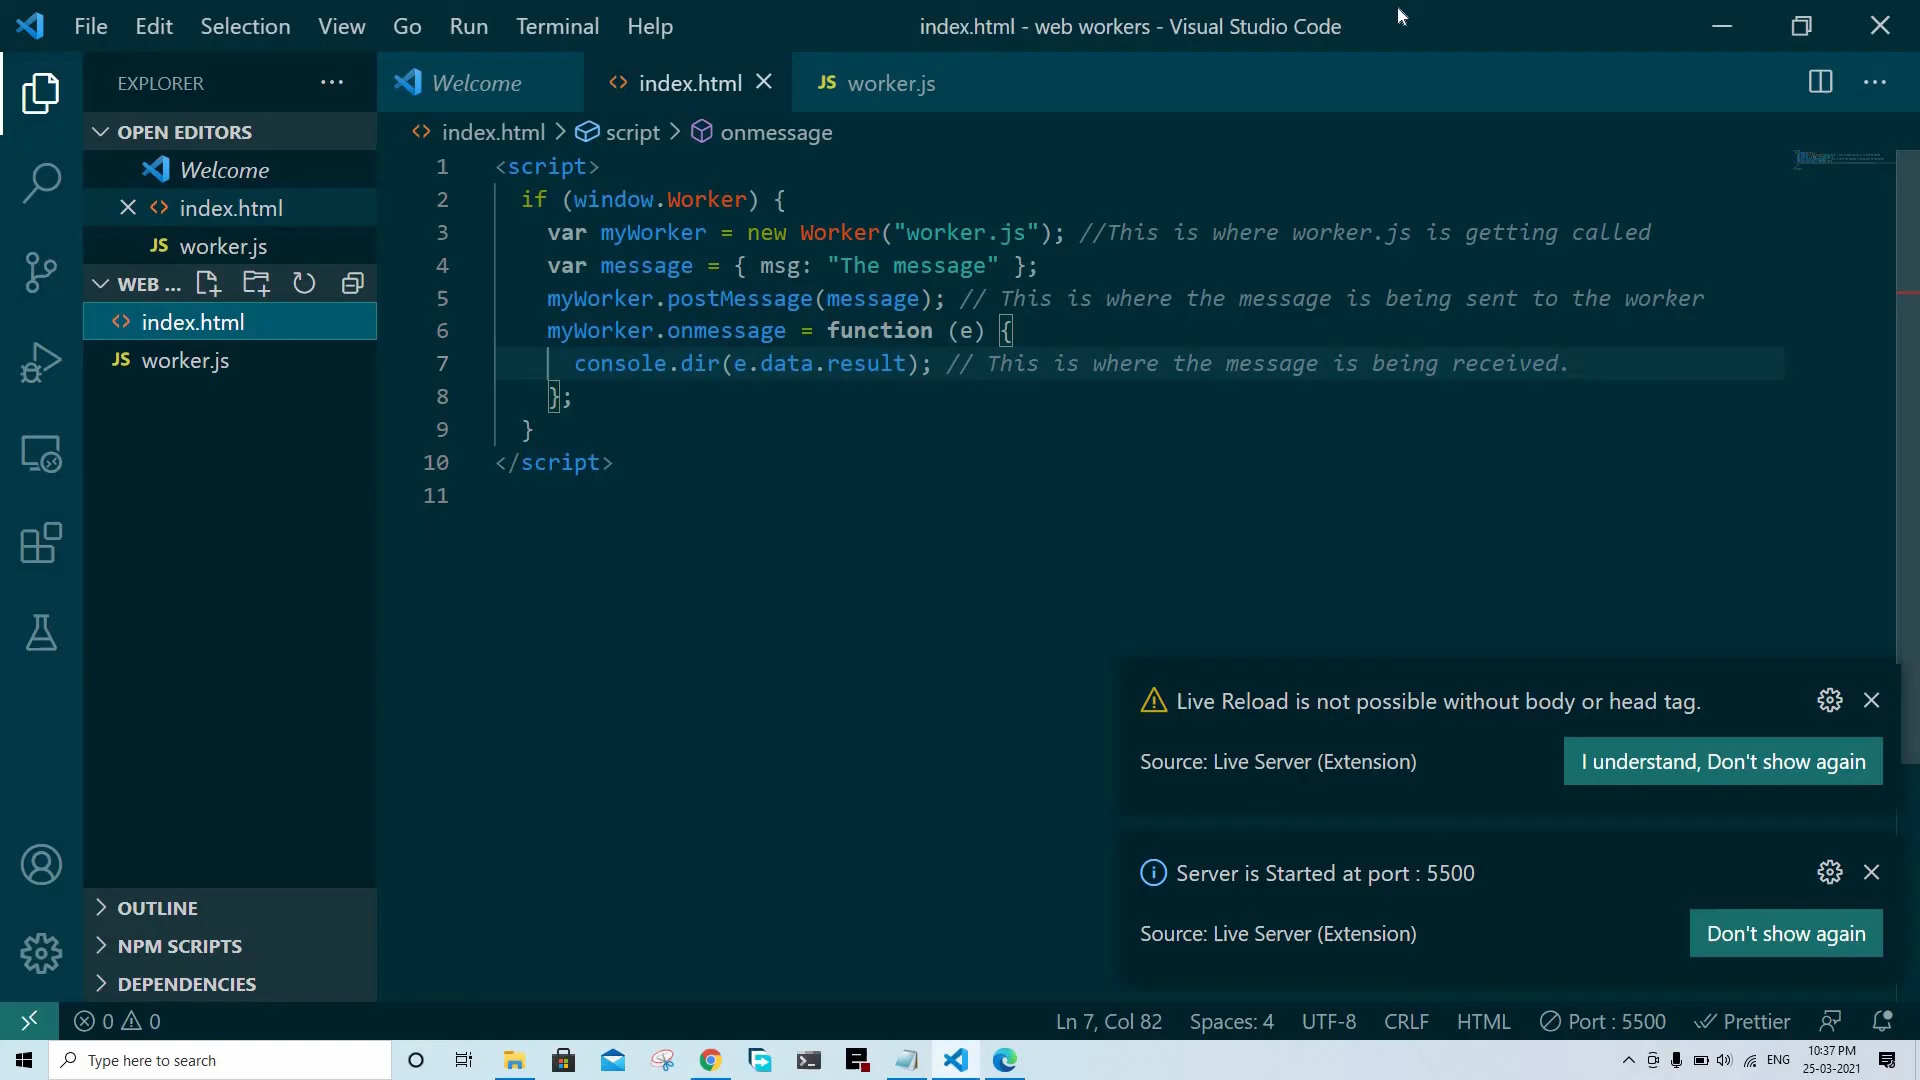 File Edit Selection View Go Run Terminal Help
index.html - web workers - Visual Studio Code
EXPLORER
OPEN EDITORS
Welcome
index.html
JS worker.js
WEB ...
index.html
JS worker.js
OUTLINE
NPM SCRIPTS
DEPENDENCIES
Welcome
index.html
JS worker.js
index.html > script > onmessage
1 <script>
2 if (window.Worker) {
3 var myWorker = new Worker("worker.js"); //This is where worker.js is getting called
4 var message = { msg: "The message" };
5 myWorker.postMessage(message); // This is where the message is being sent to the worker
6 myWorker.onmessage = function (e) {
7 console.dir(e.data.result); // This is where the message is being received.
8 };
9 }
10 </script>
11
Live Reload is not possible without body or head tag.
Source: Live Server (Extension)
I understand, Don't show again
Server is Started at port : 5500
Source: Live Server (Extension)
Don't show again
0 0
Ln 7, Col 82 Spaces: 4 UTF-8 CRLF HTML Port : 5500 Prettier
Type here to search
ENG
10:37 PM
25-03-2021